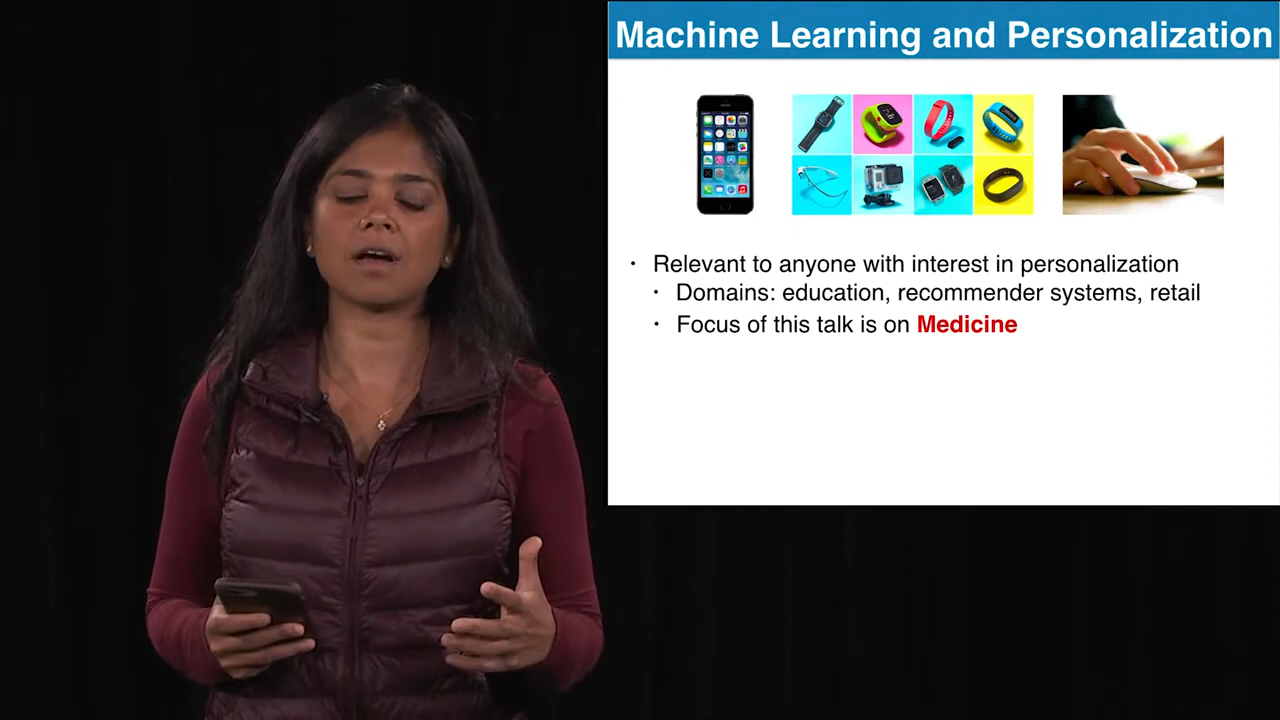 Machine Learning and Personalization
• Relevant to anyone with interest in personalization
• Domains: education, recommender systems, retail
• Focus of this talk is on Medicine